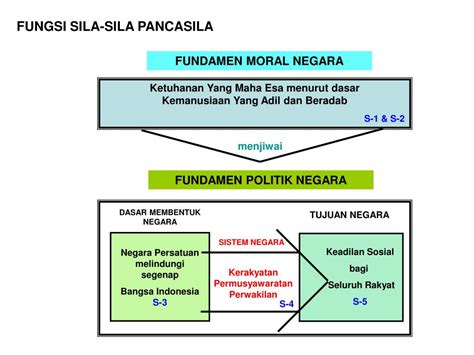 FUNGSI SILA-SILA PANCASILA
FUNDAMEN MORAL NEGARA
Ketuhanan Yang Maha Esa menurut dasar
Kemanusiaan Yang Adil dan Beradab
S-1 & S-2
menjiwai
FUNDAMEN POLITIK NEGARA
DASAR MEMBENTUK
NEGARA
Negara Persatuan
melindungi
segenap
Bangsa Indonesia
S-3
SISTEM NEGARA
Kerakyatan
Permusyawaratan
Perwakilan
S-4
TUJUAN NEGARA
Keadilan Sosial
bagi
Seluruh Rakyat
S-5